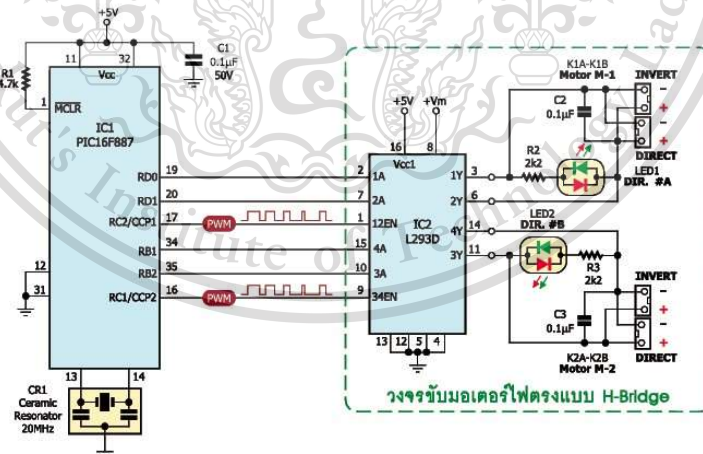 +5V
R1
4.7k
11
Vcc
32
C1
0.1µF
50V
1
MCLR
IC1
PIC16F887
RD0
19
RD1
20
RC2/CCP1
17
PWM
RB1
34
RB2
35
RC1/CCP2
16
PWM
12
31
13
14
CR1
Ceramic
Resonator
20MHz
+5V
+Vm
16
8
Vcc1
2
1A
7
2A
1
12EN
15
4A
10
3A
9
34EN
IC2
L293D
1Y
3
2Y
6
4Y
14
3Y
11
13
12
5
4
K1A-K1B
Motor M-1
INVERT
-
+
-
+
DIRECT
C2
0.1µF
R2
2k2
LED1
DIR. #A
LED2
DIR. #B
R3
2k2
C3
0.1µF
INVERT
-
+
-
+
DIRECT
K2A-K2B
Motor M-2
วงจรขับมอเตอร์ไฟตรงแบบ H-Bridge